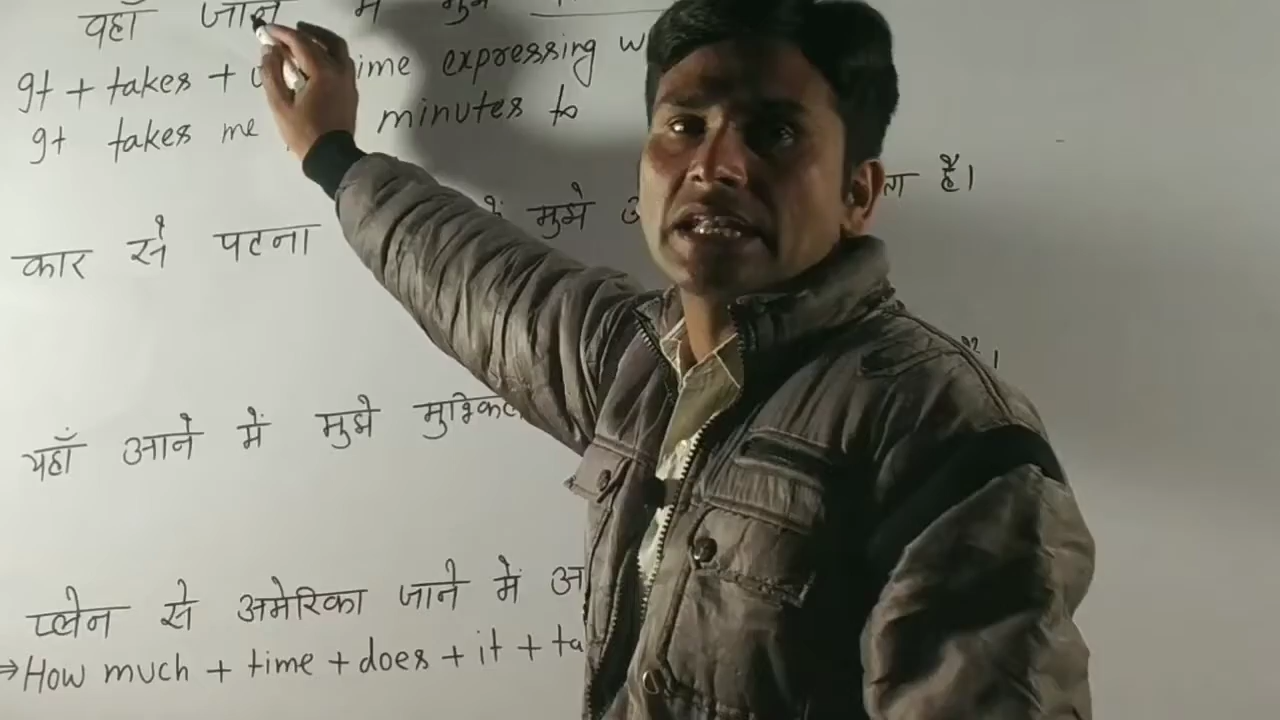 वहाँ जाने में मुझे
It + takes + time expressing
It takes me minutes to
कार से पटना में मुझे है।
यहाँ आने में मुझे
प्लेन से अमेरिका जाने में
⇒ How much + time + does + it +